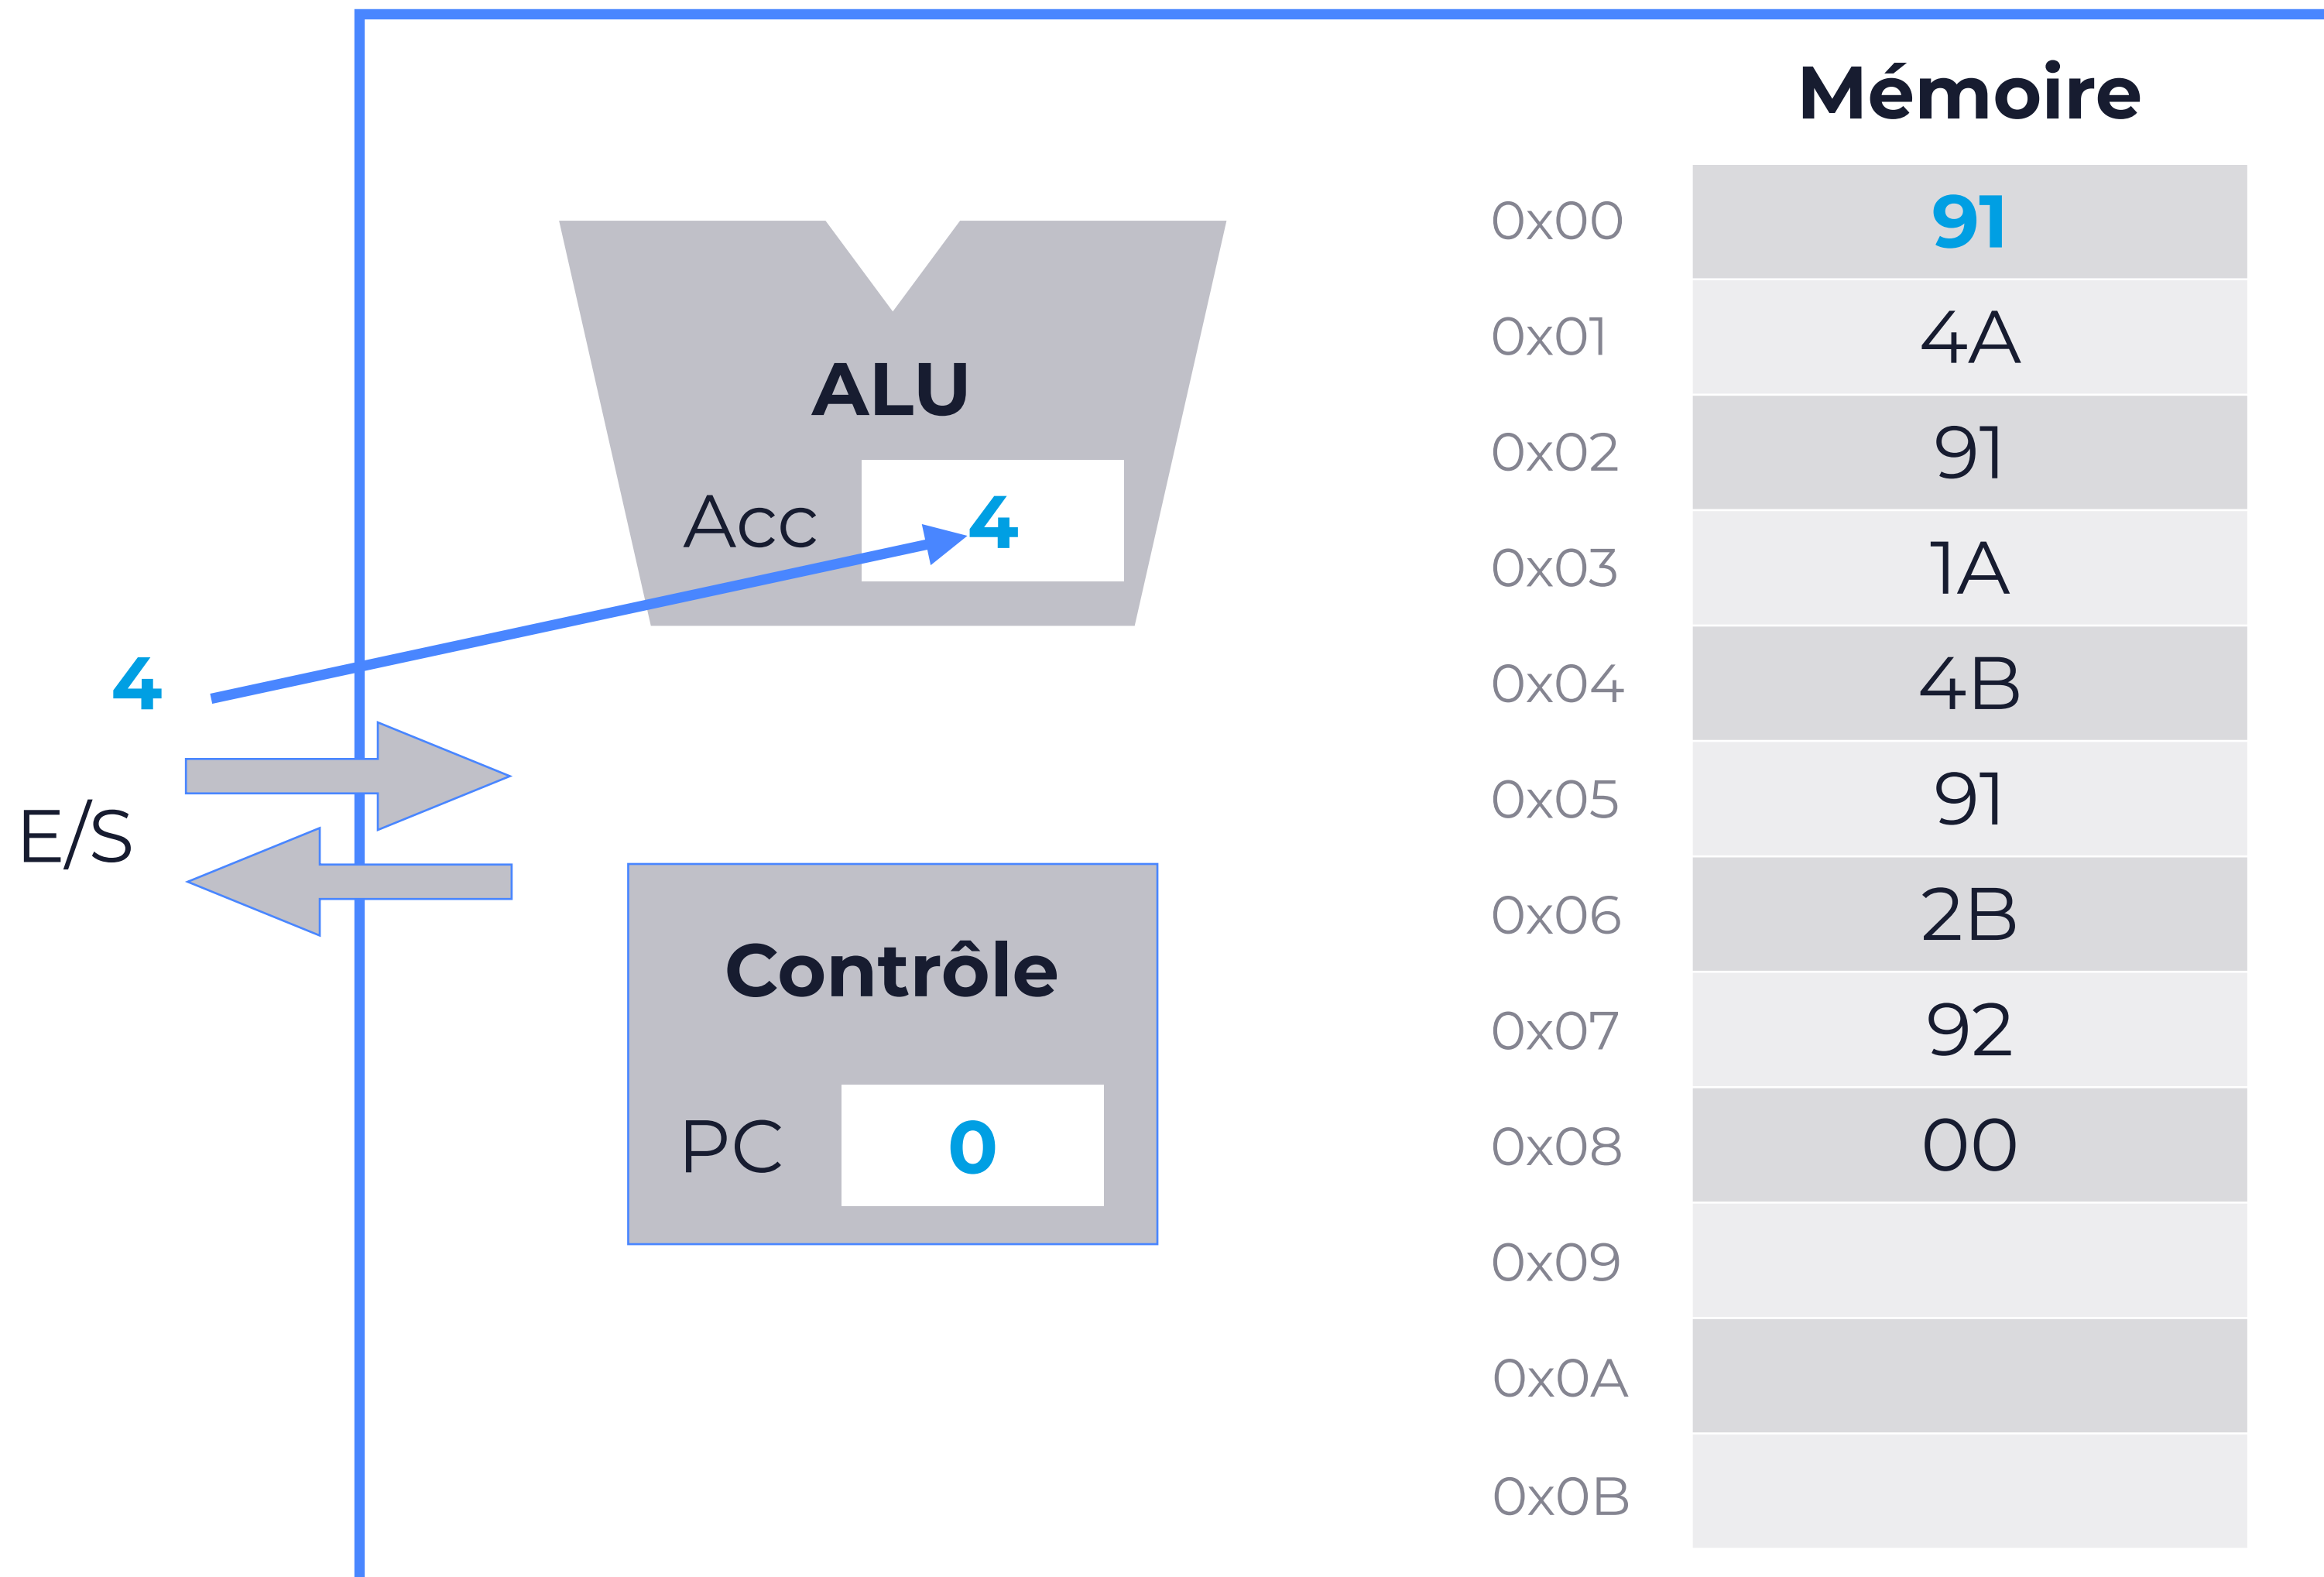 Mémoire
0x00 91
0x01 4A
ALU
0x02 91
Acc 4
0x03 1A
4
0x04 4B
0x05 91
E/S
0x06 2B
Contrôle
0x07 92
PC 0
0x08 00
0x09
0x0A
0x0B